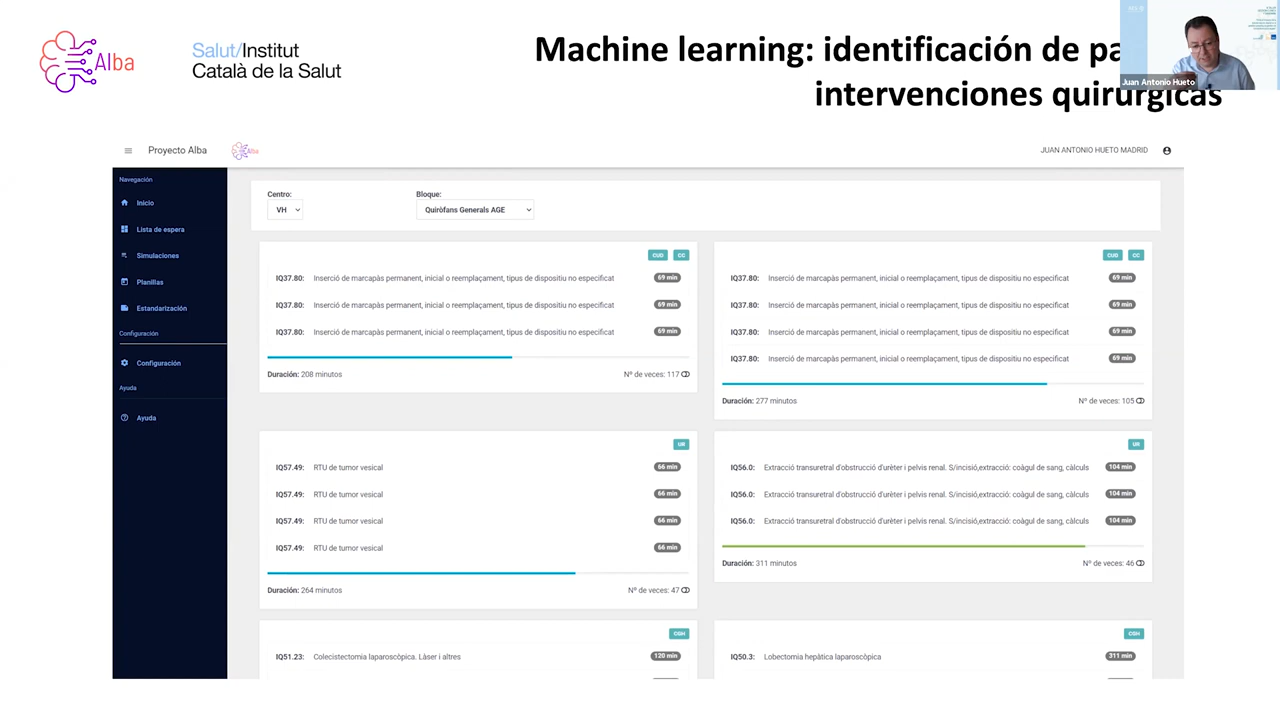 Alba
Salut/Institut
Català de la Salut
Machine learning: identificación de
intervenciones quirúrgicas
Juan Antonio Hueto
Proyecto Alba
Alba
JUAN ANTONIO HUETO MADRID
Navegación
Inicio
Lista de espera
Simulaciones
Planillas
Estandarización
Configuración
Configuración
Ayuda
Ayuda
Centro:
VH
Bloque:
Quiròfans Generals AGE
CC
IQ37.80: Inserció de marcapàs permanent, inicial o reemplaçament, tipus de dispositiu no especificat 69 min
IQ37.80: Inserció de marcapàs permanent, inicial o reemplaçament, tipus de dispositiu no especificat 69 min
IQ37.80: Inserció de marcapàs permanent, inicial o reemplaçament, tipus de dispositiu no especificat 69 min
Duración: 208 minutos Nº de veces: 117
CC
IQ37.80: Inserció de marcapàs permanent, inicial o reemplaçament, tipus de dispositiu no especificat 69 min
IQ37.80: Inserció de marcapàs permanent, inicial o reemplaçament, tipus de dispositiu no especificat 69 min
IQ37.80: Inserció de marcapàs permanent, inicial o reemplaçament, tipus de dispositiu no especificat 69 min
IQ37.80: Inserció de marcapàs permanent, inicial o reemplaçament, tipus de dispositiu no especificat 69 min
Duración: 277 minutos Nº de veces: 105
IQ57.49: RTU de tumor vesical 66 min
IQ57.49: RTU de tumor vesical 66 min
IQ57.49: RTU de tumor vesical 66 min
IQ57.49: RTU de tumor vesical 66 min
Duración: 264 minutos Nº de veces: 47
IQ56.0: Extracció transuretral d'obstrucció d'urèter i pelvis renal. S/incisió,extracció: coàgul de sang, càlculs 104 min
IQ56.0: Extracció transuretral d'obstrucció d'urèter i pelvis renal. S/incisió,extracció: coàgul de sang, càlculs 104 min
IQ56.0: Extracció transuretral d'obstrucció d'urèter i pelvis renal. S/incisió,extracció: coàgul de sang, càlculs 104 min
Duración: 311 minutos Nº de veces: 46
CGH
IQ51.23: Colecistectomia laparoscòpica. Làser i altres 120 min
CGH
IQ50.3: Lobectomia hepàtica laparoscòpica 311 min